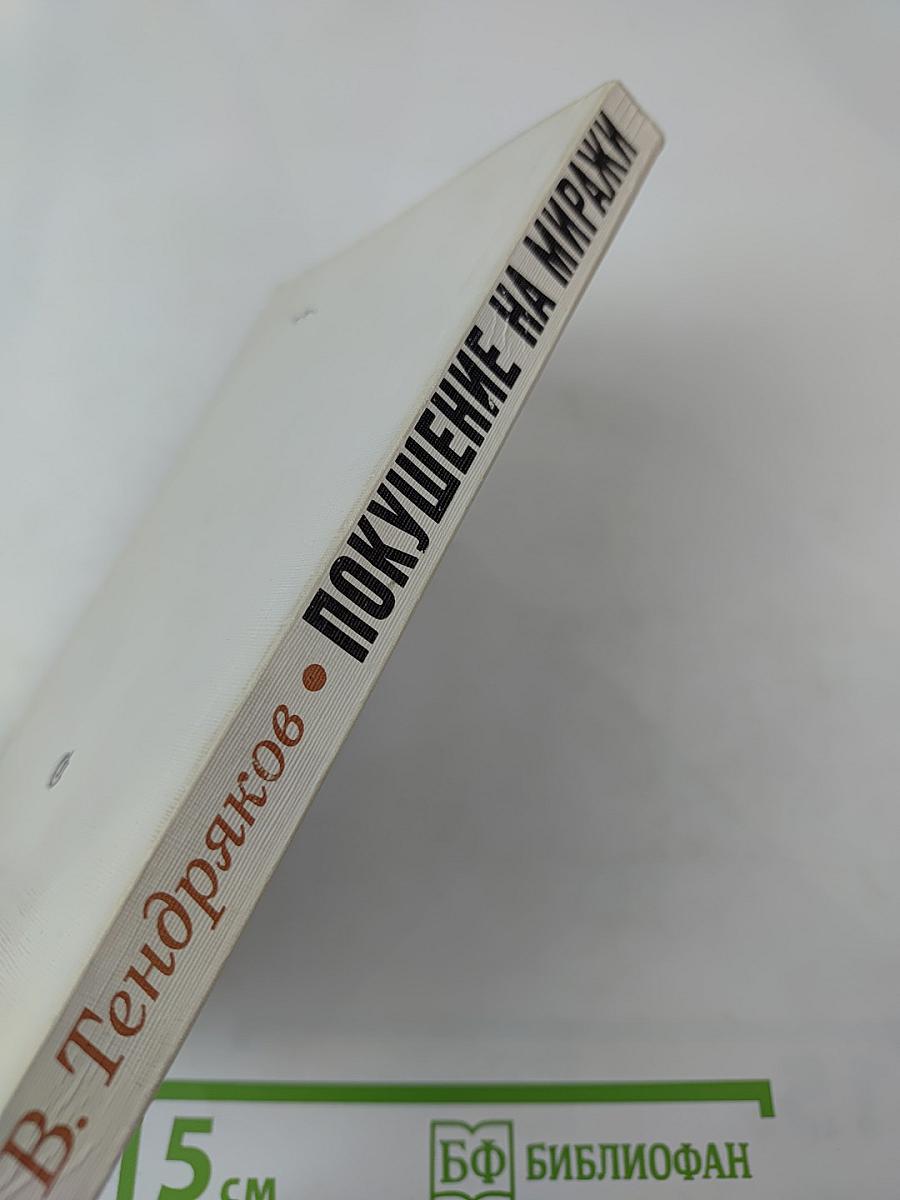 В. Тендряков • ПОКУШЕНИЕ НА МИРАЖИ
5 см
БФ БИБЛИОФАН